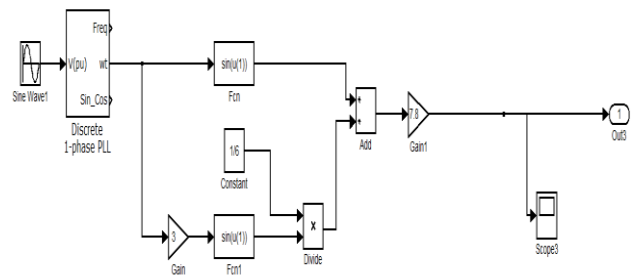 Freq
V(pu)
wt
Sin_Cos
Sine Wave1
Discrete
1-phase PLL
sin(u(1))
Fcn
1/6
Constant
3
Gain
sin(u(1))
Fcn1
x
Divide
+
+
Add
7.8
Gain1
1
Out3
Scope3